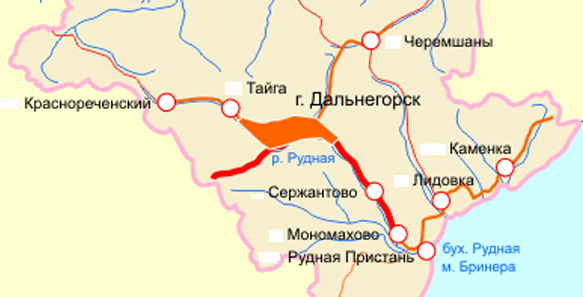 Черемшаны
Тайга
Краснореченский
г. Дальнегорск
Каменка
р. Рудная
Лидовка
Сержантово
Мономахово
бух. Рудная
Рудная Пристань
м. Бринера